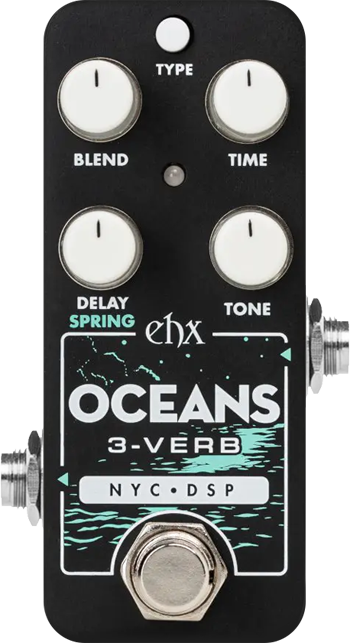 TYPE
BLEND TIME
DELAY TONE
SPRING
ehx
OCEANS
3-VERB
NYC•DSP